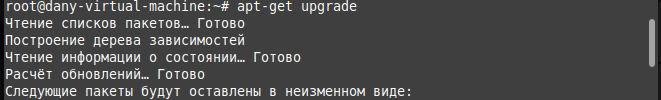 root@dany-virtual-machine:~# apt-get upgrade
Чтение списков пакетов… Готово
Построение дерева зависимостей
Чтение информации о состоянии… Готово
Расчёт обновлений… Готово
Следующие пакеты будут оставлены в неизменном виде: